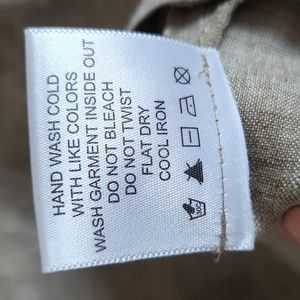 HAND WASH COLD
WITH LIKE COLORS
WASH GARMENT INSIDE OUT
DO NOT BLEACH
DO NOT TWIST
FLAT DRY
COOL IRON